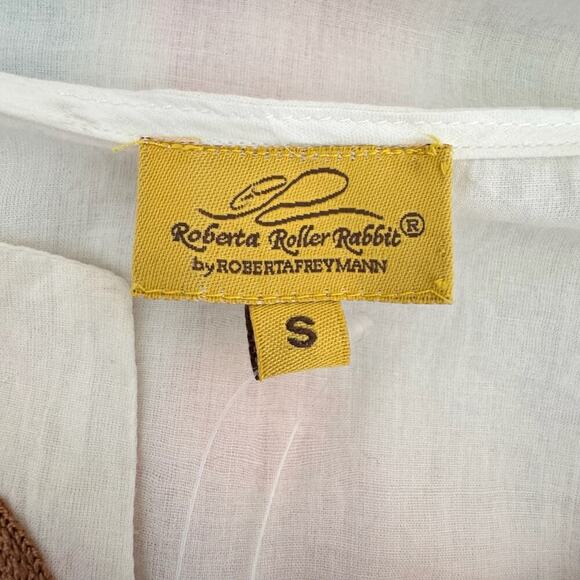 Roberta Roller Rabbit®
by ROBERTAFREYMANN
S